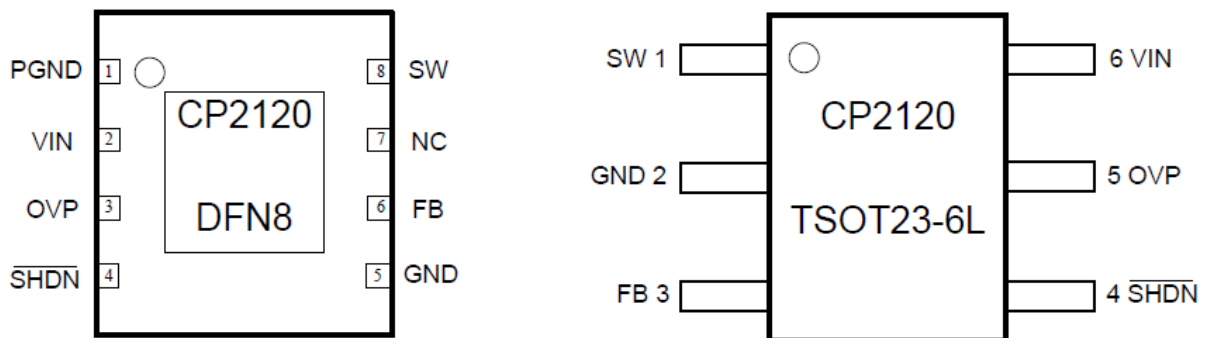 PGND 1
8 SW
CP2120
VIN 2
7 NC
OVP 3
6 FB
DFN8
SHDN 4
5 GND
SW 1
6 VIN
CP2120
GND 2
5 OVP
TSOT23-6L
FB 3
4 SHDN